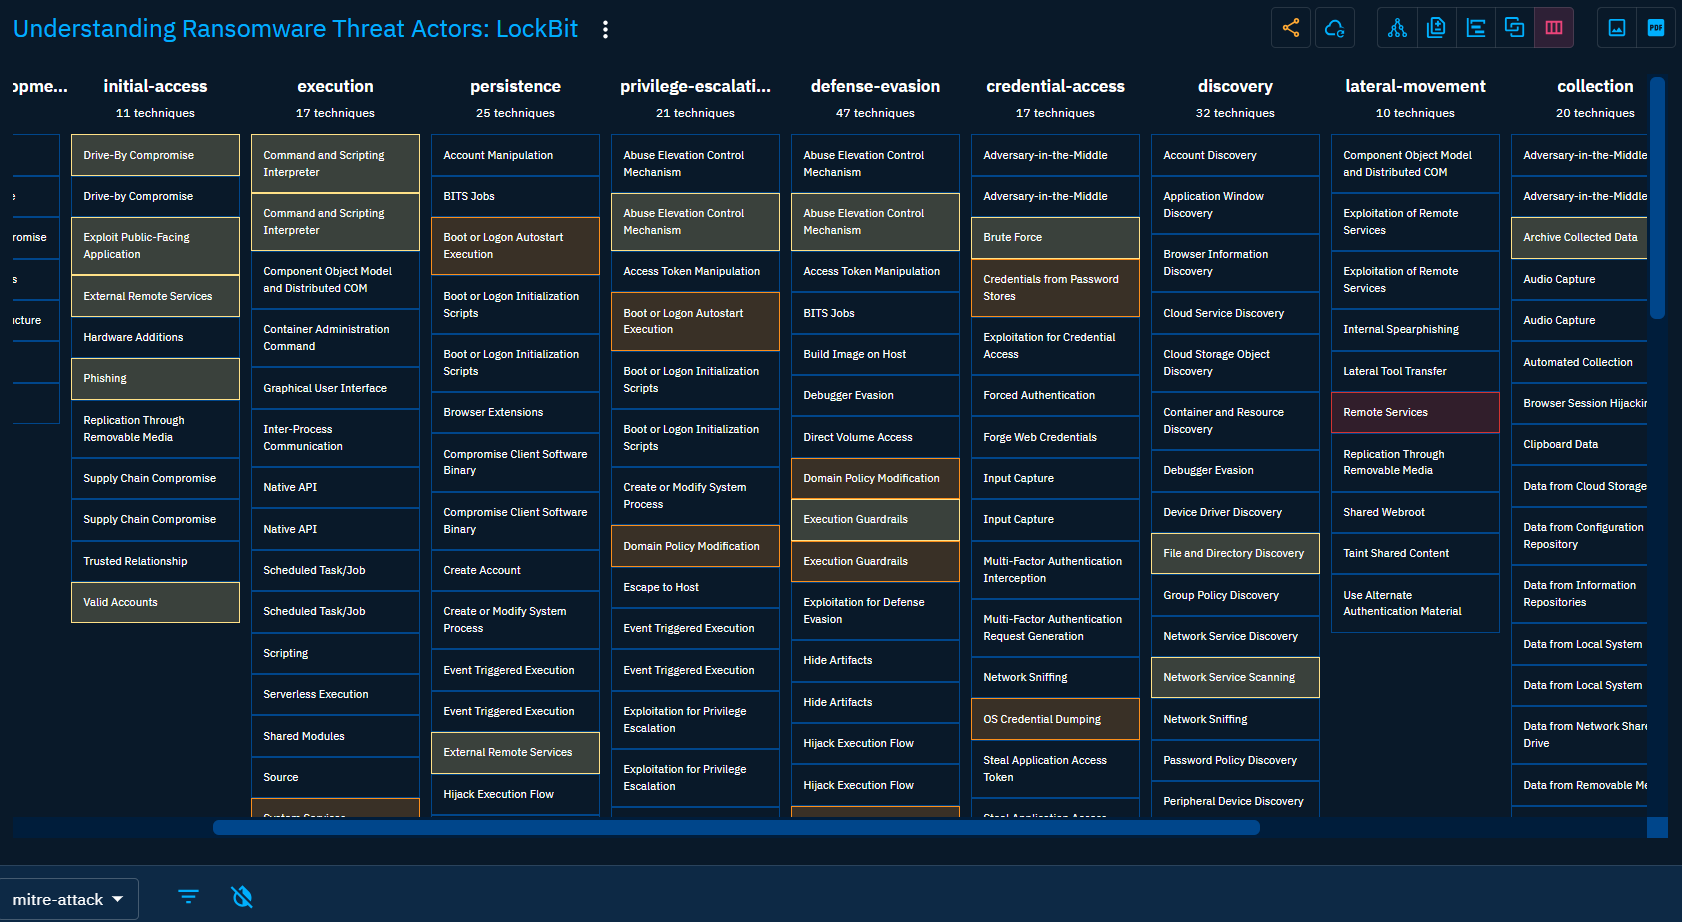 Understanding Ransomware Threat Actors: LockBit
PDF
opme...
romise
s
ucture
initial-access
11 techniques
Drive-By Compromise
Drive-by Compromise
Exploit Public-Facing
Application
External Remote Services
Hardware Additions
Phishing
Replication Through
Removable Media
Supply Chain Compromise
Supply Chain Compromise
Trusted Relationship
Valid Accounts
execution
17 techniques
Command and Scripting
Interpreter
Command and Scripting
Interpreter
Component Object Model
and Distributed COM
Container Administration
Command
Graphical User Interface
Inter-Process
Communication
Native API
Native API
Scheduled Task/Job
Scheduled Task/Job
Scripting
Serverless Execution
Shared Modules
Source
System Services
persistence
25 techniques
Account Manipulation
BITS Jobs
Boot or Logon Autostart
Execution
Boot or Logon Initialization
Scripts
Boot or Logon Initialization
Scripts
Browser Extensions
Compromise Client Software
Binary
Compromise Client Software
Binary
Create Account
Create or Modify System
Process
Event Triggered Execution
Event Triggered Execution
External Remote Services
Hijack Execution Flow
privilege-escalati...
21 techniques
Abuse Elevation Control
Mechanism
Abuse Elevation Control
Mechanism
Access Token Manipulation
Boot or Logon Autostart
Execution
Boot or Logon Initialization
Scripts
Boot or Logon Initialization
Scripts
Create or Modify System
Process
Domain Policy Modification
Escape to Host
Event Triggered Execution
Event Triggered Execution
Exploitation for Privilege
Escalation
Exploitation for Privilege
Escalation
defense-evasion
47 techniques
Abuse Elevation Control
Mechanism
Abuse Elevation Control
Mechanism
Access Token Manipulation
BITS Jobs
Build Image on Host
Debugger Evasion
Direct Volume Access
Domain Policy Modification
Execution Guardrails
Execution Guardrails
Exploitation for Defense
Evasion
Hide Artifacts
Hide Artifacts
Hijack Execution Flow
Hijack Execution Flow
credential-access
17 techniques
Adversary-in-the-Middle
Adversary-in-the-Middle
Brute Force
Credentials from Password
Stores
Exploitation for Credential
Access
Forced Authentication
Forge Web Credentials
Input Capture
Input Capture
Multi-Factor Authentication
Interception
Multi-Factor Authentication
Request Generation
Network Sniffing
OS Credential Dumping
Steal Application Access
Token
Steal Application Access
discovery
32 techniques
Account Discovery
Application Window
Discovery
Browser Information
Discovery
Cloud Service Discovery
Cloud Storage Object
Discovery
Container and Resource
Discovery
Debugger Evasion
Device Driver Discovery
File and Directory Discovery
Group Policy Discovery
Network Service Discovery
Network Service Scanning
Network Sniffing
Password Policy Discovery
Peripheral Device Discovery
lateral-movement
10 techniques
Component Object Model
and Distributed COM
Exploitation of Remote
Services
Exploitation of Remote
Services
Internal Spearphishing
Lateral Tool Transfer
Remote Services
Replication Through
Removable Media
Shared Webroot
Taint Shared Content
Use Alternate
Authentication Material
collection
20 techniques
Adversary-in-the-Middle
Adversary-in-the-Middle
Archive Collected Data
Audio Capture
Audio Capture
Automated Collection
Browser Session Hijackin
Clipboard Data
Data from Cloud Storage
Data from Configuration
Repository
Data from Information
Repositories
Data from Local System
Data from Local System
Data from Network Share
Drive
Data from Removable Me
mitre-attack